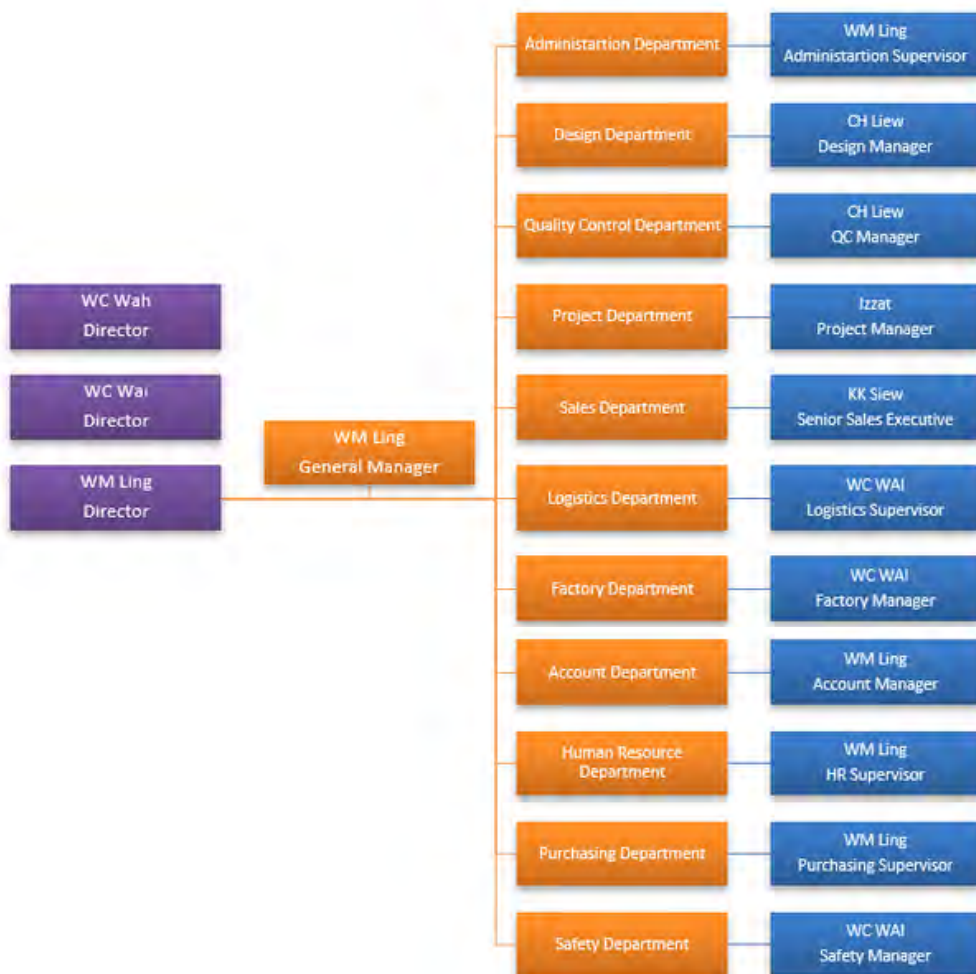 WC Wah
Director
WC Wai
Director
WM Ling
Director
WM Ling
General Manager
Administartion Department
WM Ling
Administartion Supervisor
Design Department
CH Liew
Design Manager
Quality Control Department
CH Liew
QC Manager
Project Department
Izzat
Project Manager
Sales Department
KK Siew
Senior Sales Executive
Logistics Department
WC WAI
Logistics Supervisor
Factory Department
WC WAI
Factory Manager
Account Department
WM Ling
Account Manager
Human Resource
Department
WM Ling
HR Supervisor
Purchasing Department
WM Ling
Purchasing Supervisor
Safety Department
WC WAI
Safety Manager